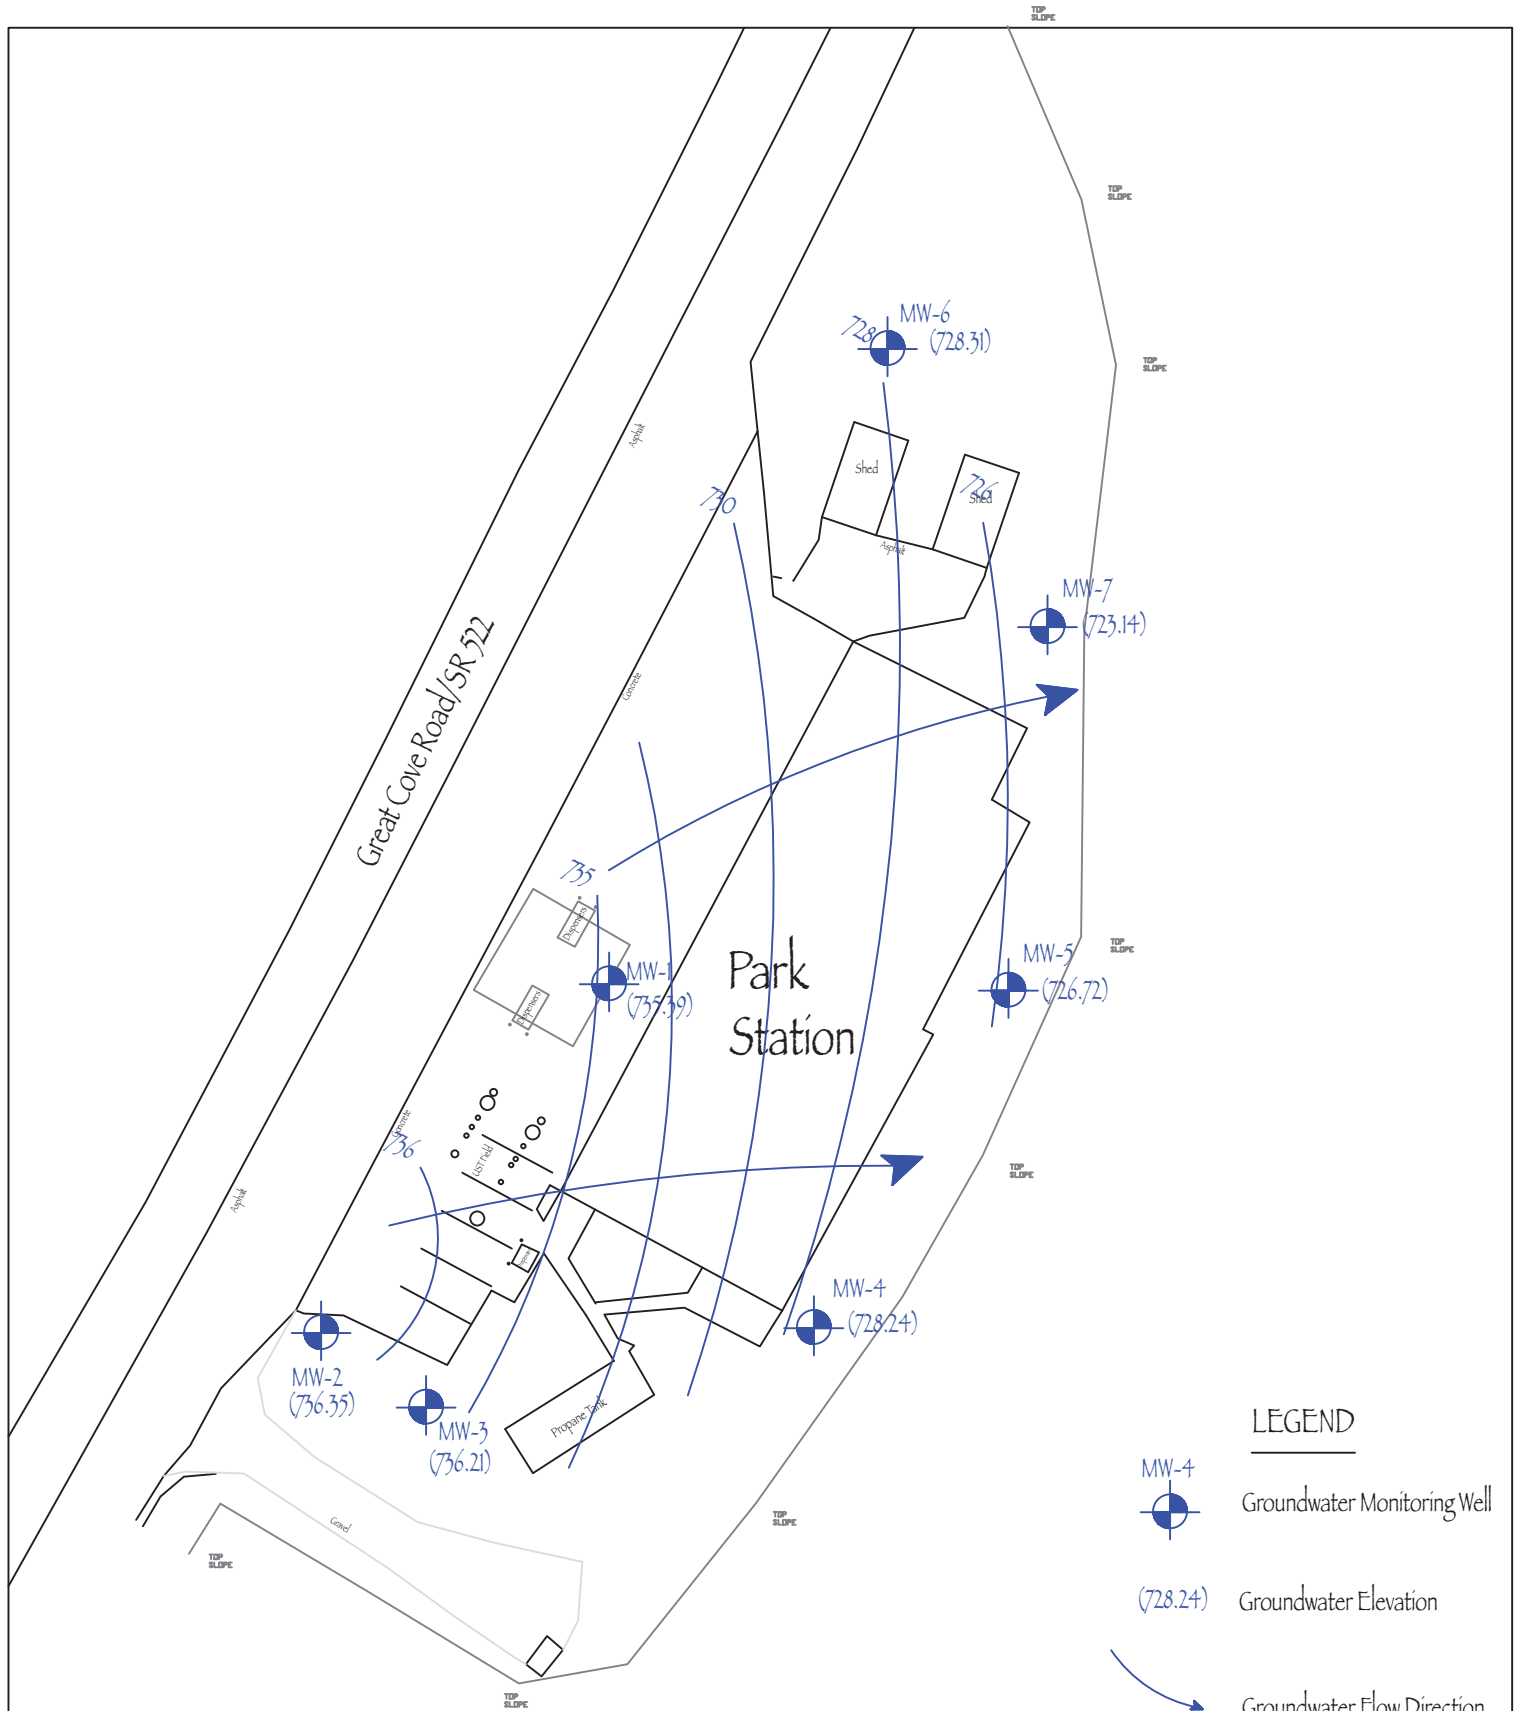 TOP
SLOPE
TOP
SLOPE
MW-6
728
(728.31)
TOP
SLOPE
Asphalt
Shed
726
Shed
730
Asphalt
MW-7
(723.14)
Great Cove Road/SR 522
Concrete
735
Dispensers
Park
Station
MW-5
(726.72)
TOP
SLOPE
MW-1
(735.39)
Dispensers
Concrete
736
UST Field
TOP
SLOPE
Asphalt
MW-4
(728.24)
MW-2
(736.35)
Propane Tank
MW-3
(736.21)
Gravel
TOP
SLOPE
TOP
SLOPE
TOP
SLOPE
LEGEND
MW-4
Groundwater Monitoring Well
(728.24)
Groundwater Elevation
Groundwater Flow Direction